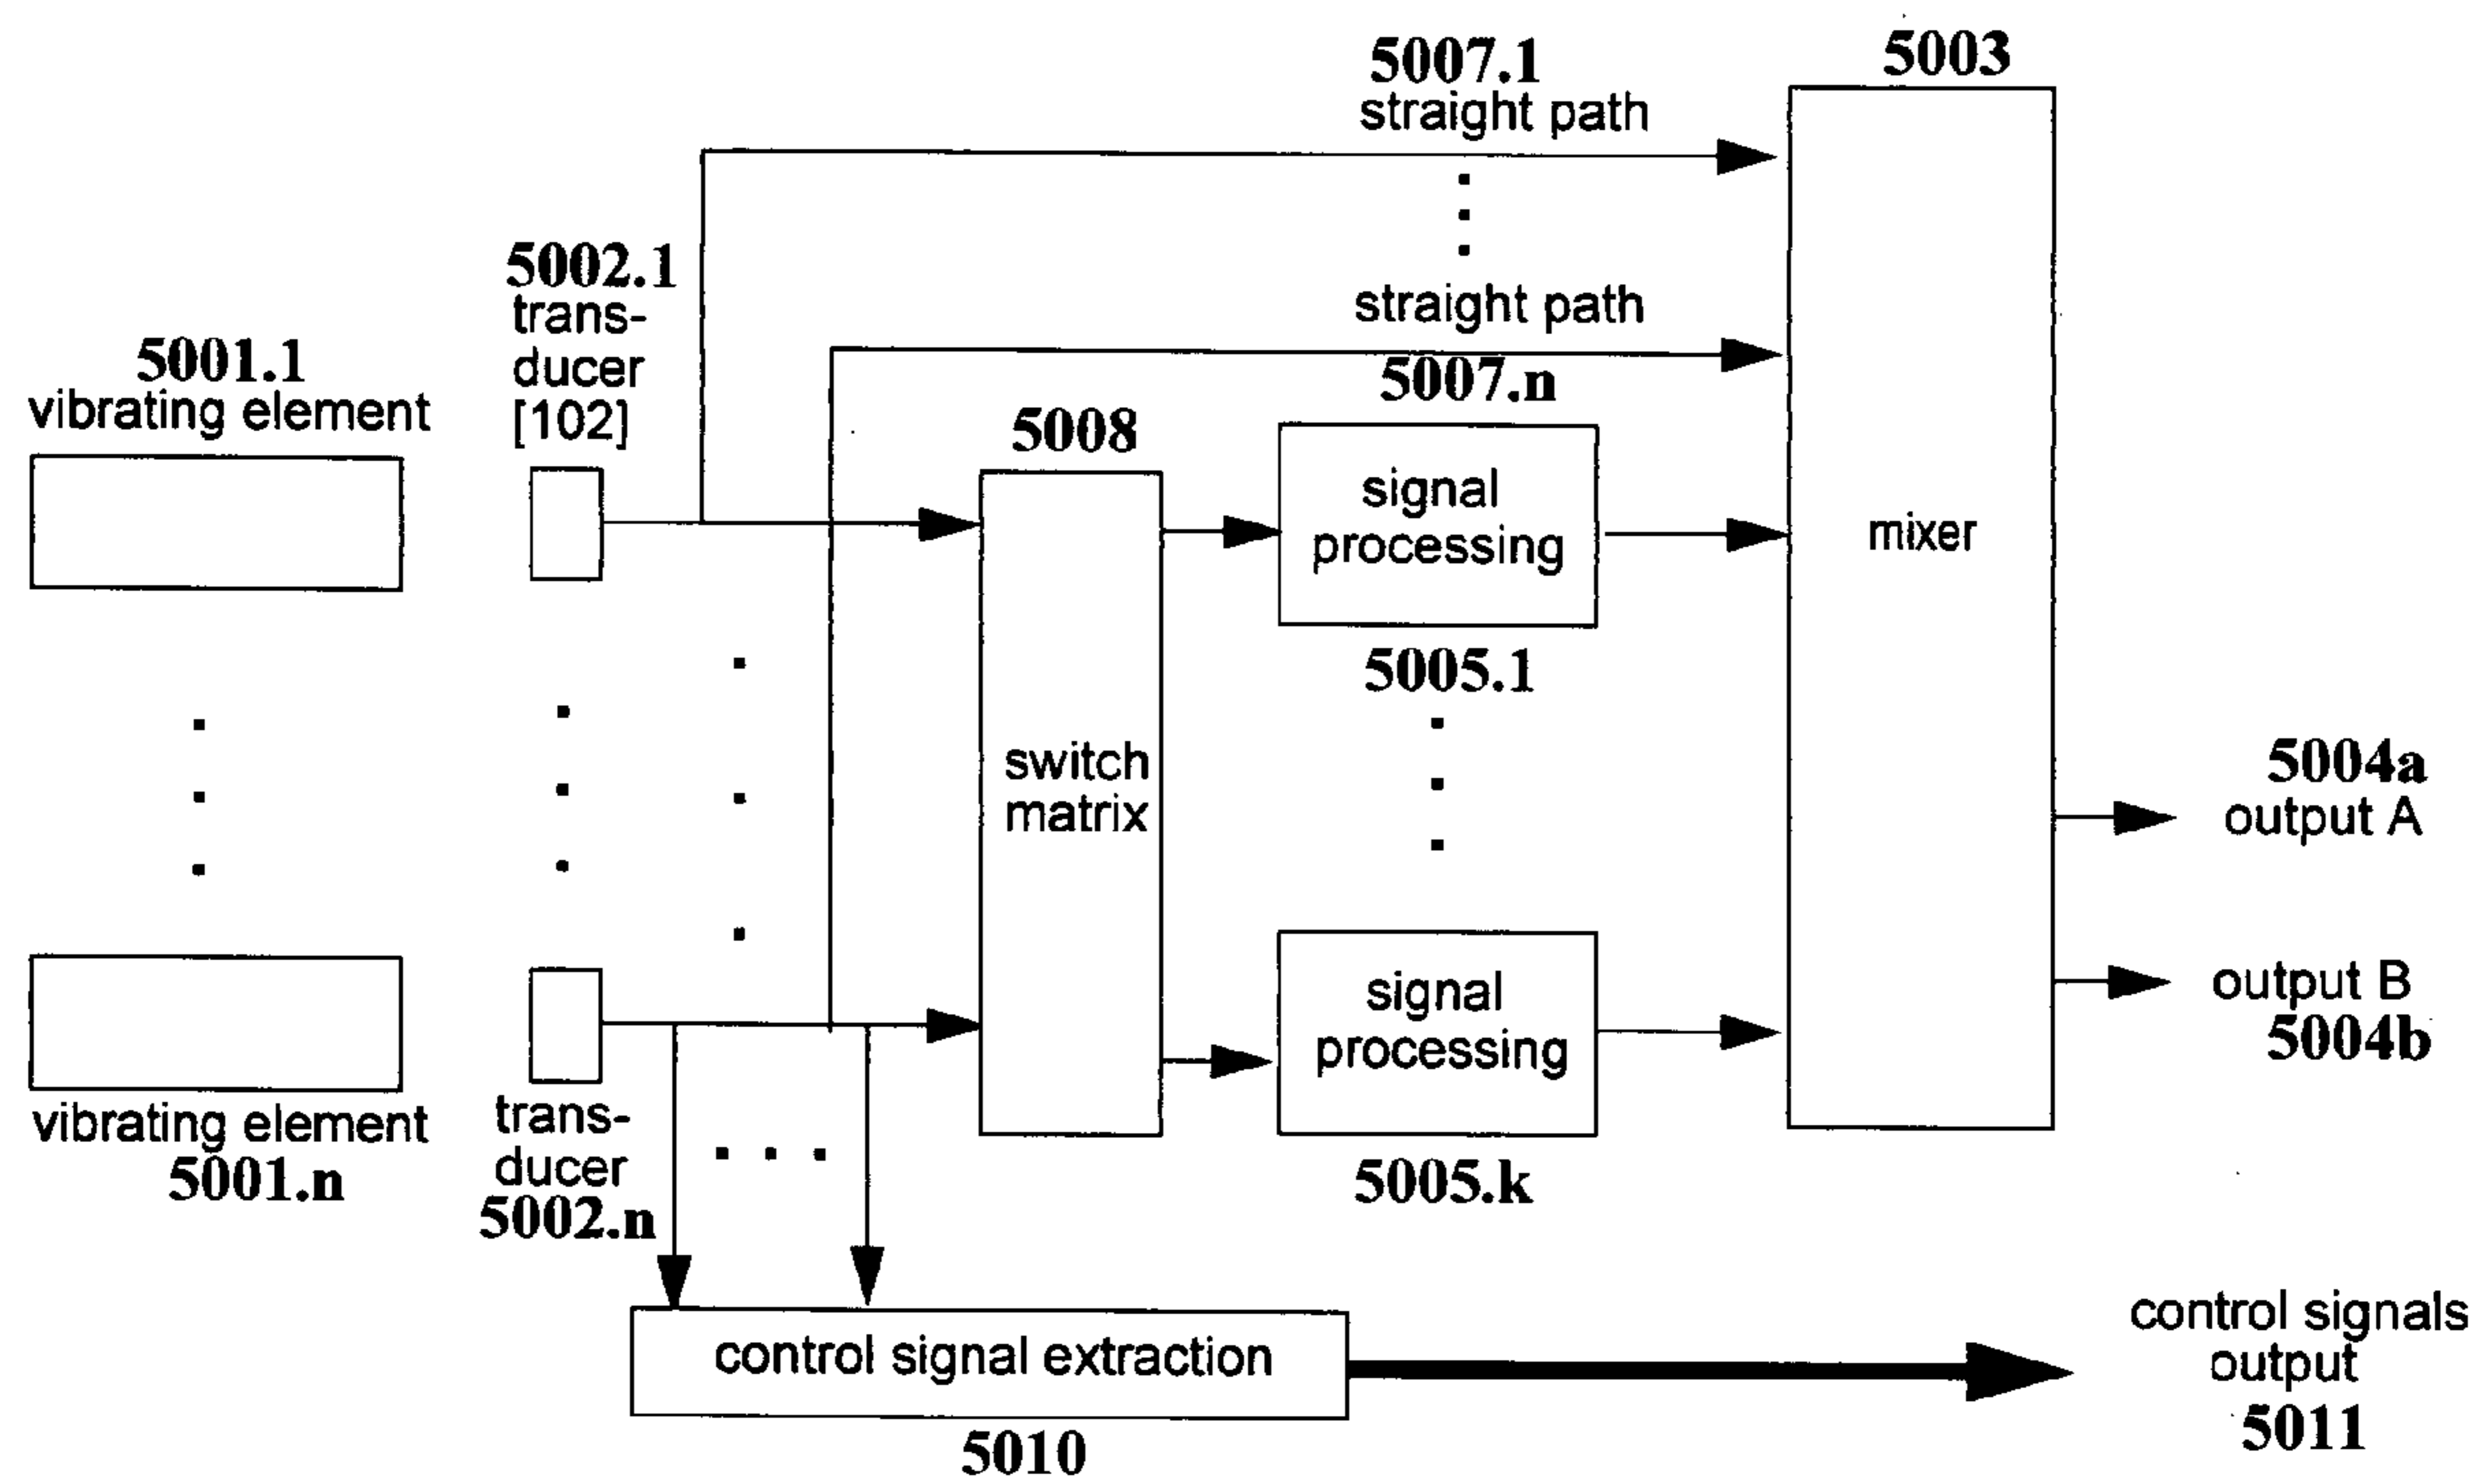 5007.1
straight path
5003
5002.1
trans-
ducer
[102]
straight path
5007.n
5001.1
vibrating element
5008
signal
processing
5005.1
mixer
switch
matrix
5004a
output A
output B
5004b
signal
processing
5005.k
vibrating element
5001.n
trans-
ducer
5002.n
control signal extraction
5010
control signals
output
5011